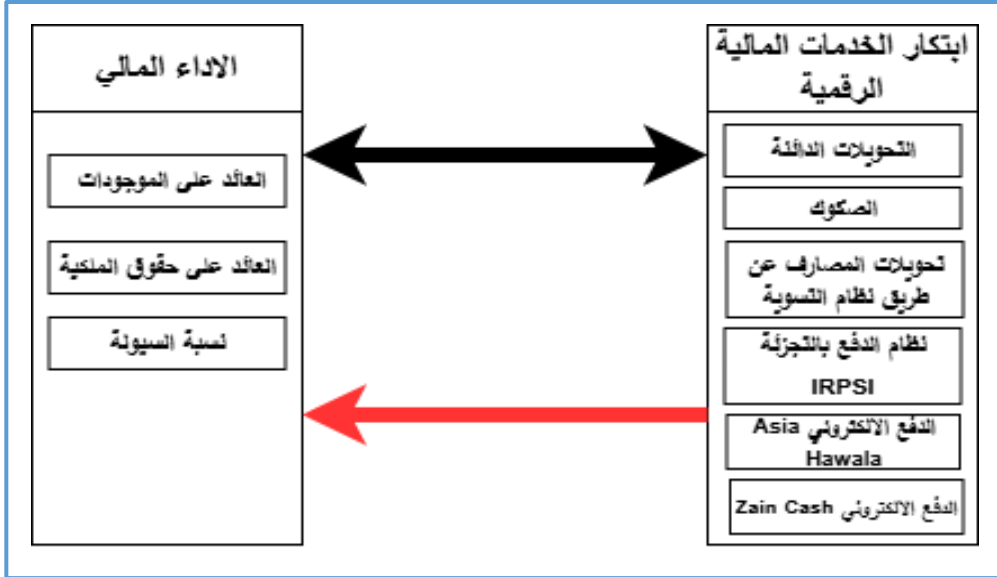 ابتكار الخدمات المالية
الرقمية
التحويلات الدائنة
الصكوك
تحويلات المصارف عن
طريق نظام التسوية
نظام الدفع بالتجزئة
IRPSI
الدفع الالكتروني Asia
Hawala
الدفع الالكتروني Zain Cash
الاداء المالي
العائد على الموجودات
العائد على حقوق الملكية
نسبة السيولة